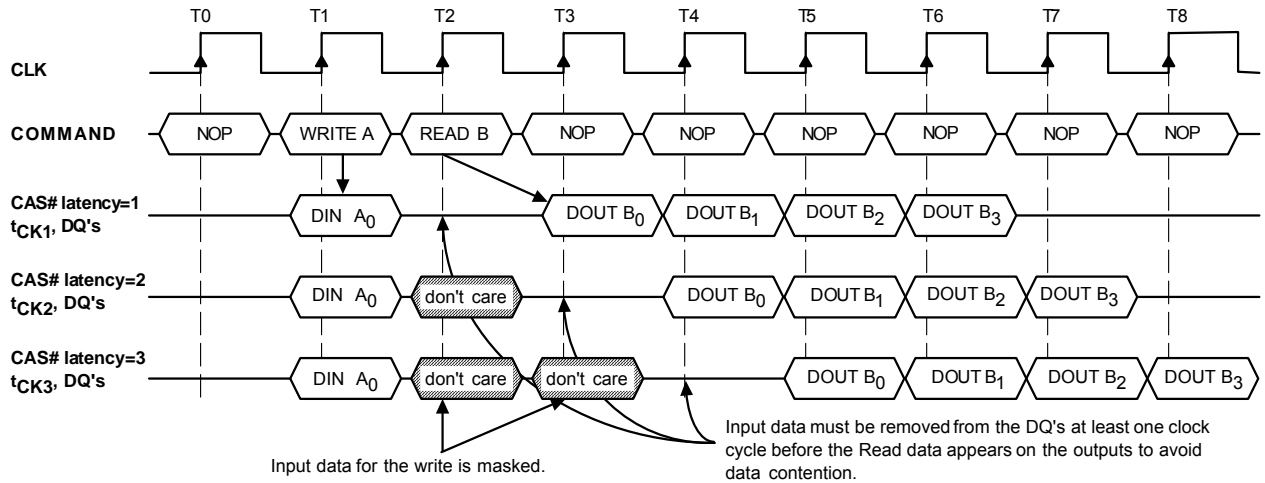 T0 T1 T2 T3 T4 T5 T6 T7 T8
CLK
COMMAND NOP WRITE A READ B NOP NOP NOP NOP NOP NOP
CAS# latency=1
tCK1, DQ's DIN A0 DOUT B0 DOUT B1 DOUT B2 DOUT B3
CAS# latency=2
tCK2, DQ's DIN A0 don't care DOUT B0 DOUT B1 DOUT B2 DOUT B3
CAS# latency=3
tCK3, DQ's DIN A0 don't care don't care DOUT B0 DOUT B1 DOUT B2 DOUT B3
Input data for the write is masked.
Input data must be removed from the DQ's at least one clock
cycle before the Read data appears on the outputs to avoid
data contention.